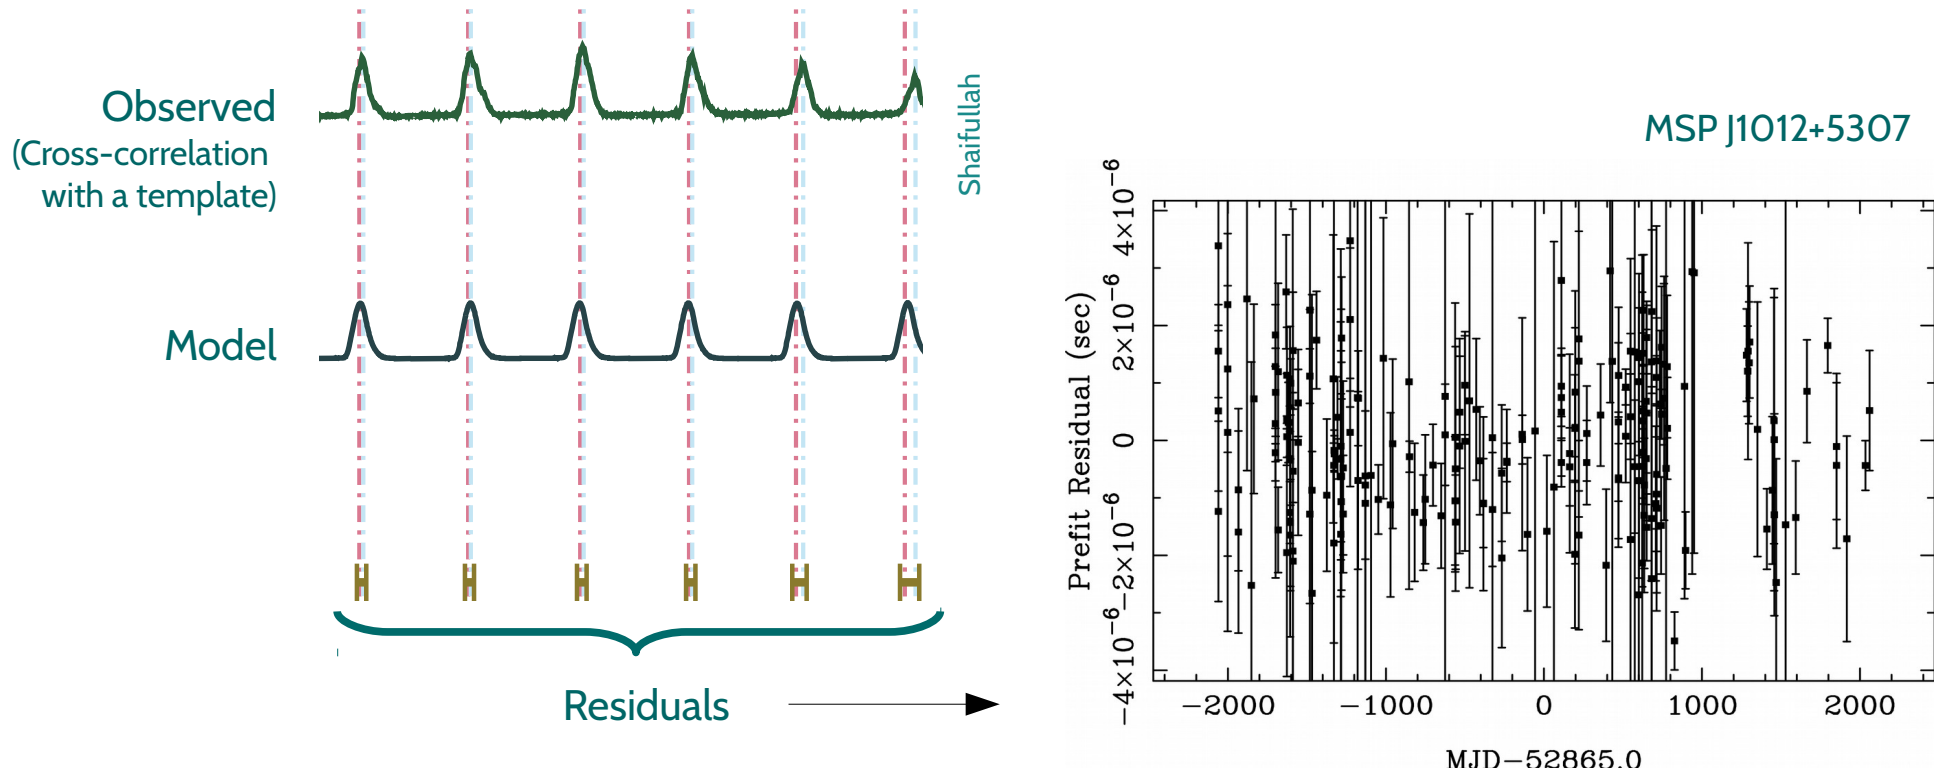 Observed
(Cross-correlation
with a template)
Model
Residuals
Shaifullah
MSP J1012+5307
Prefit Residual (sec)
4×10⁻⁶
2×10⁻⁶
0
−2×10⁻⁶
−4×10⁻⁶
−2000 −1000 0 1000 2000
MJD−52865.0